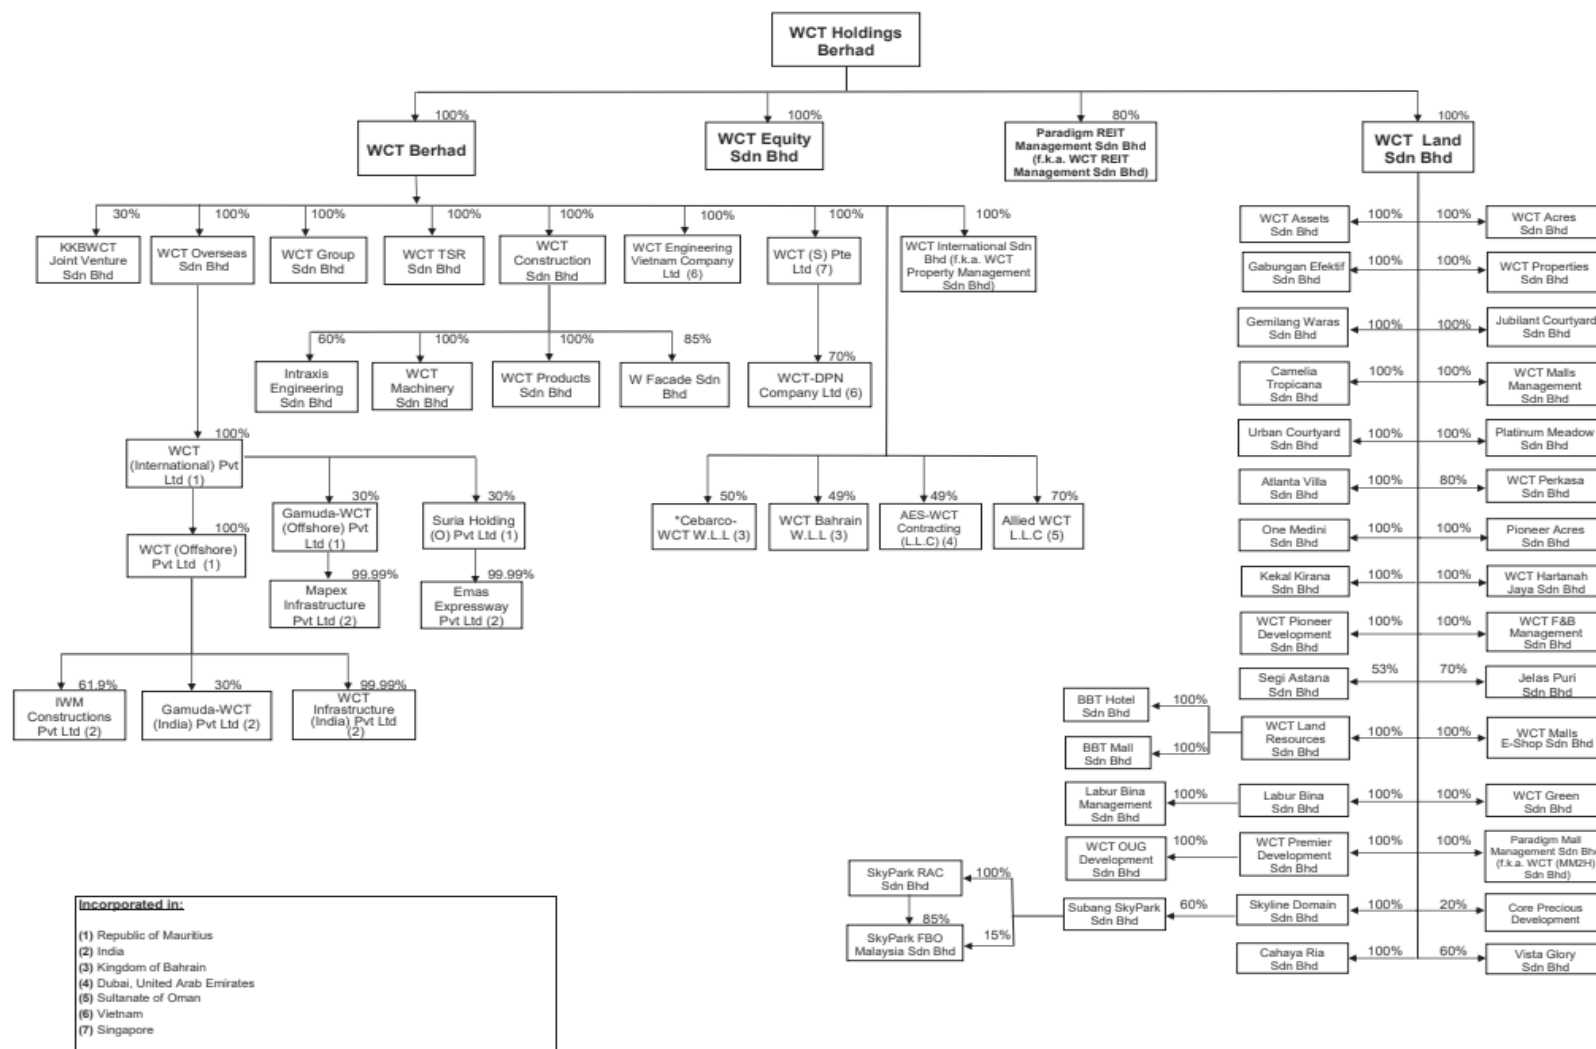 WCT Holdings
Berhad
100%
WCT Berhad
100%
WCT Equity
Sdn Bhd
80%
Paradigm REIT
Management Sdn Bhd
(f.k.a. WCT REIT
Management Sdn Bhd)
100%
WCT Land
Sdn Bhd
30%
KKBWCT
Joint Venture
Sdn Bhd
100%
WCT Overseas
Sdn Bhd
100%
WCT Group
Sdn Bhd
100%
WCT TSR
Sdn Bhd
100%
WCT
Construction
Sdn Bhd
100%
WCT Engineering
Vietnam Company
Ltd (6)
100%
WCT (S) Pte
Ltd (7)
100%
WCT International Sdn
Bhd (f.k.a. WCT
Property Management
Sdn Bhd)
60%
Intraxis
Engineering
Sdn Bhd
100%
WCT
Machinery
Sdn Bhd
100%
WCT Products
Sdn Bhd
85%
W Facade Sdn
Bhd
70%
WCT-DPN
Company Ltd (6)
100%
WCT
(International) Pvt
Ltd (1)
100%
WCT (Offshore)
Pvt Ltd (1)
30%
Gamuda-WCT
(Offshore) Pvt
Ltd (1)
30%
Suria Holding
(O) Pvt Ltd (1)
99.99%
Mapex
Infrastructure
Pvt Ltd (2)
99.99%
Emas
Expressway
Pvt Ltd (2)
50%
*Cebarco-
WCT W.L.L (3)
49%
WCT Bahrain
W.L.L (3)
49%
AES-WCT
Contracting
(L.L.C) (4)
70%
Allied WCT
L.L.C (5)
61.9%
IWM
Constructions
Pvt Ltd (2)
30%
Gamuda-WCT
(India) Pvt Ltd (2)
99.99%
WCT
Infrastructure
(India) Pvt Ltd
(2)
WCT Assets
Sdn Bhd
100% 100%
WCT Acres
Sdn Bhd
Gabungan Efektif
Sdn Bhd
100% 100%
WCT Properties
Sdn Bhd
Gemilang Waras
Sdn Bhd
100% 100%
Jubilant Courtyard
Sdn Bhd
Camelia
Tropicana
Sdn Bhd
100% 100%
WCT Malls
Management
Sdn Bhd
Urban Courtyard
Sdn Bhd
100% 100%
Platinum Meadow
Sdn Bhd
Atlanta Villa
Sdn Bhd
100% 80%
WCT Perkasa
Sdn Bhd
One Medini
Sdn Bhd
100% 100%
Pioneer Acres
Sdn Bhd
Kekal Kirana
Sdn Bhd
100% 100%
WCT Hartanah
Jaya Sdn Bhd
WCT Pioneer
Development
Sdn Bhd
100% 100%
WCT F&B
Management
Sdn Bhd
Segi Astana
Sdn Bhd
53% 70%
Jelas Puri
Sdn Bhd
BBT Hotel
Sdn Bhd
100%
BBT Mall
Sdn Bhd
100%
WCT Land
Resources
Sdn Bhd
100% 100%
WCT Malls
E-Shop Sdn Bhd
Labur Bina
Management
Sdn Bhd
100%
Labur Bina
Sdn Bhd
100% 100%
WCT Green
Sdn Bhd
WCT OUG
Development
Sdn Bhd
100%
WCT Premier
Development
Sdn Bhd
100% 100%
Paradigm Mall
Management Sdn Bhd
(f.k.a. WCT (MM2H)
Sdn Bhd)
SkyPark RAC
Sdn Bhd
100%
85%
SkyPark FBO
Malaysia Sdn Bhd
15%
Subang SkyPark
Sdn Bhd
60%
Skyline Domain
Sdn Bhd
100% 20%
Core Precious
Development
Cahaya Ria
Sdn Bhd
100% 60%
Vista Glory
Sdn Bhd
Incorporated in:
(1) Republic of Mauritius
(2) India
(3) Kingdom of Bahrain
(4) Dubai, United Arab Emirates
(5) Sultanate of Oman
(6) Vietnam
(7) Singapore